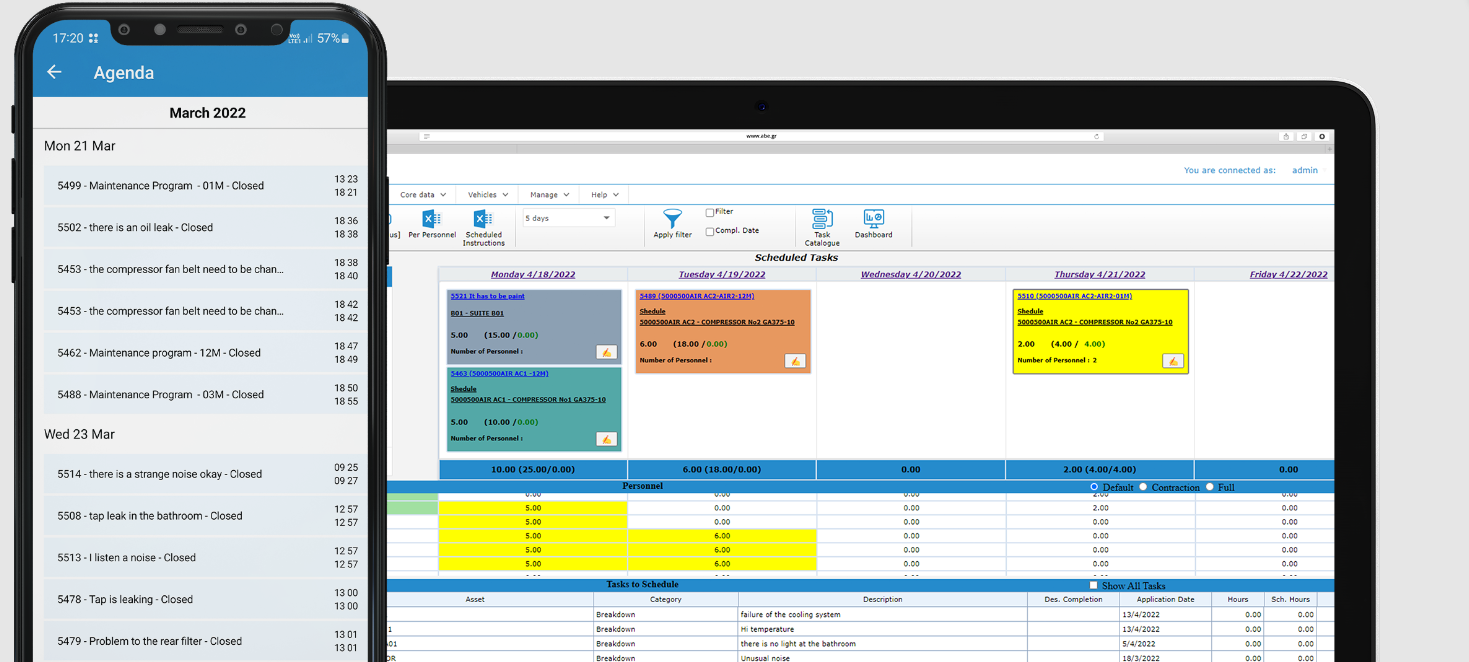 17:20
57%
Agenda
March 2022
Mon 21 Mar
5499 - Maintenance Program - 01M - Closed
13 23
18 21
5502 - there is an oil leak - Closed
18 36
18 38
5453 - the compressor fan belt need to be chan...
18 38
18 40
5453 - the compressor fan belt need to be chan...
18 42
18 42
5462 - Maintenance program - 12M - Closed
18 47
18 49
5488 - Maintenance Program - 03M - Closed
18 50
18 55
Wed 23 Mar
5514 - there is a strange noise okay - Closed
09 25
09 27
5508 - tap leak in the bathroom - Closed
12 57
12 57
5513 - I listen a noise - Closed
12 57
12 57
5478 - Tap is leaking - Closed
13 00
13 00
5479 - Problem to the rear filter - Closed
13 01
13 01
www.abe.gr
You are connected as: admin
Core data Vehicles Manage Help
us] Per Personnel Scheduled Instructions 5 days Apply filter Filter Compl. Date Task Catalogue Dashboard
Scheduled Tasks
Monday 4/18/2022 Tuesday 4/19/2022 Wednesday 4/20/2022 Thursday 4/21/2022 Friday 4/22/2022
5521 It has to be paint
B01 - SUITE B01
5.00 (15.00 /0.00)
Number of Personnel :
5463 (5000500AIR AC1 -12M)
Shedule
5000500AIR AC1 - COMPRESSOR No1 GA375-10
5.00 (10.00 /0.00)
Number of Personnel :
5489 (5000500AIR AC2-AIR2-12M)
Shedule
5000500AIR AC2 - COMPRESSOR No2 GA375-10
6.00 (18.00 /0.00)
Number of Personnel :
5510 (5000500AIR AC2-AIR2-01M)
Shedule
5000500AIR AC2 - COMPRESSOR No2 GA375-10
2.00 (4.00 / 4.00)
Number of Personnel : 2
10.00 (25.00/0.00) 6.00 (18.00/0.00) 0.00 2.00 (4.00/4.00) 0.00
Personnel Default Contraction Full
0.00 0.00 0.00 2.00 0.00
5.00 0.00 0.00 2.00 0.00
5.00 0.00 0.00 0.00 0.00
5.00 6.00 0.00 0.00 0.00
5.00 6.00 0.00 0.00 0.00
5.00 6.00 0.00 0.00 0.00
Tasks to Schedule Show All Tasks
Asset Category Description Des. Completion Application Date Hours Sch. Hours
Breakdown failure of the cooling system 13/4/2022 0.00 0.00
1 Breakdown Hi temperature 13/4/2022 0.00 0.00
A01 Breakdown there is no light at the bathroom 5/4/2022 0.00 0.00
OR Breakdown Unusual noise 18/3/2022 0.00 0.00